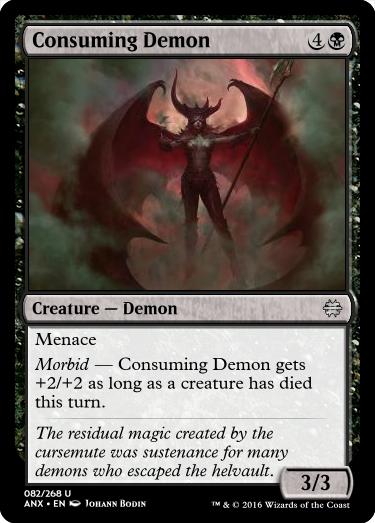 Consuming Demon 4
Creature — Demon
Menace
Morbid — Consuming Demon gets
+2/+2 as long as a creature has died
this turn.
The residual magic created by the
cursemute was sustenance for many
demons who escaped the helvault.
3/3
082/268 U
ANX • EN Johann Bodin
™ & © 2016 Wizards of the Coast